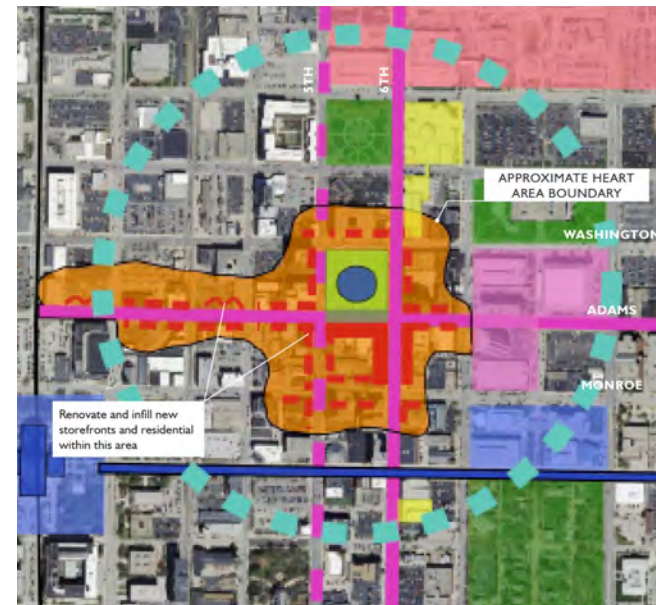 5TH
6TH
APPROXIMATE HEART
AREA BOUNDARY
WASHINGTON
ADAMS
MONROE
Renovate and infill new
storefronts and residential
within this area